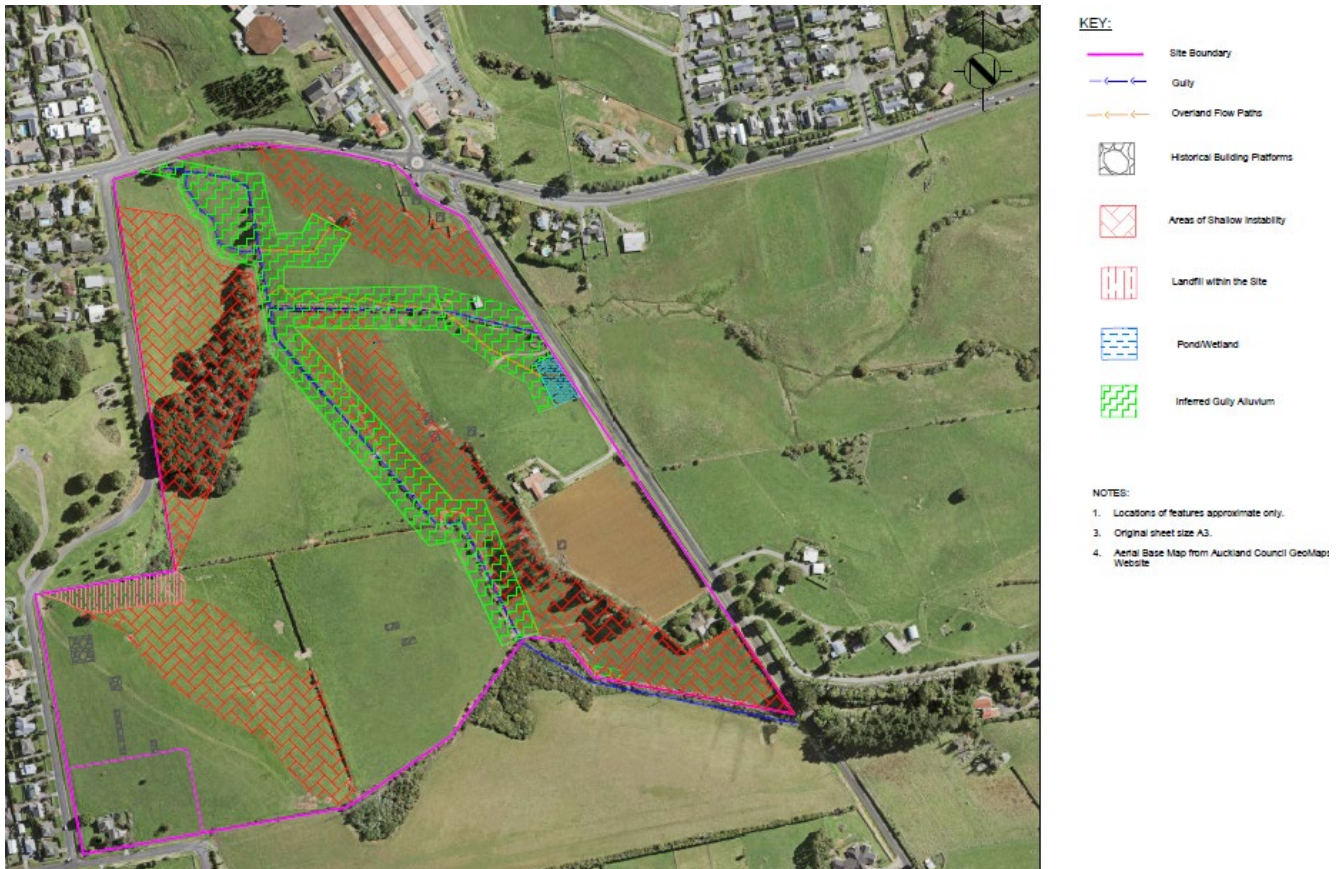 N
KEY:
Site Boundary
Gully
Overland Flow Paths
Historical Building Platforms
Areas of Shallow Instability
Landfill within the Site
Pond/Wetland
Inferred Gully Alluvium
NOTES:
1. Locations of features approximate only.
3. Original sheet size A3.
4. Aerial Base Map from Auckland Council GeoMaps
Website